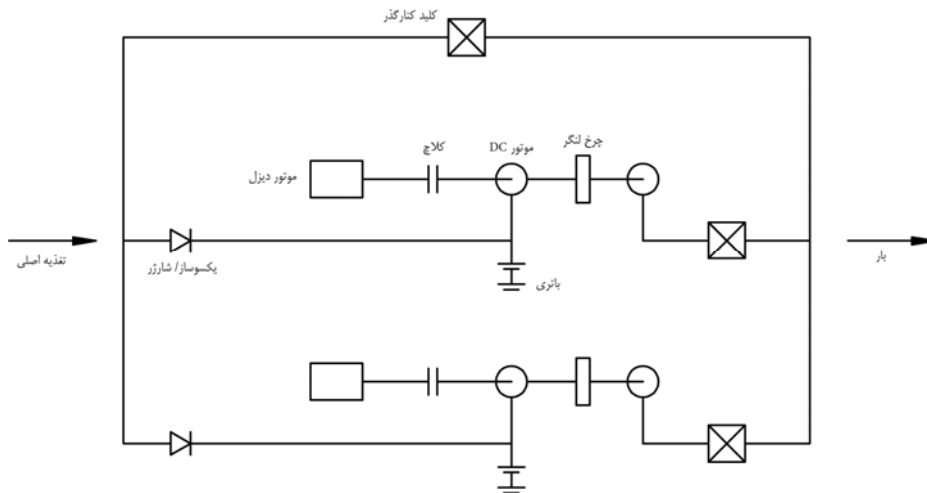 کلید کنارگذر
چرخ لنگر
موتور DC
کلاچ
موتور دیزل
تغذیه اصلی
یکسوساز/ شارژر
باتری
بار